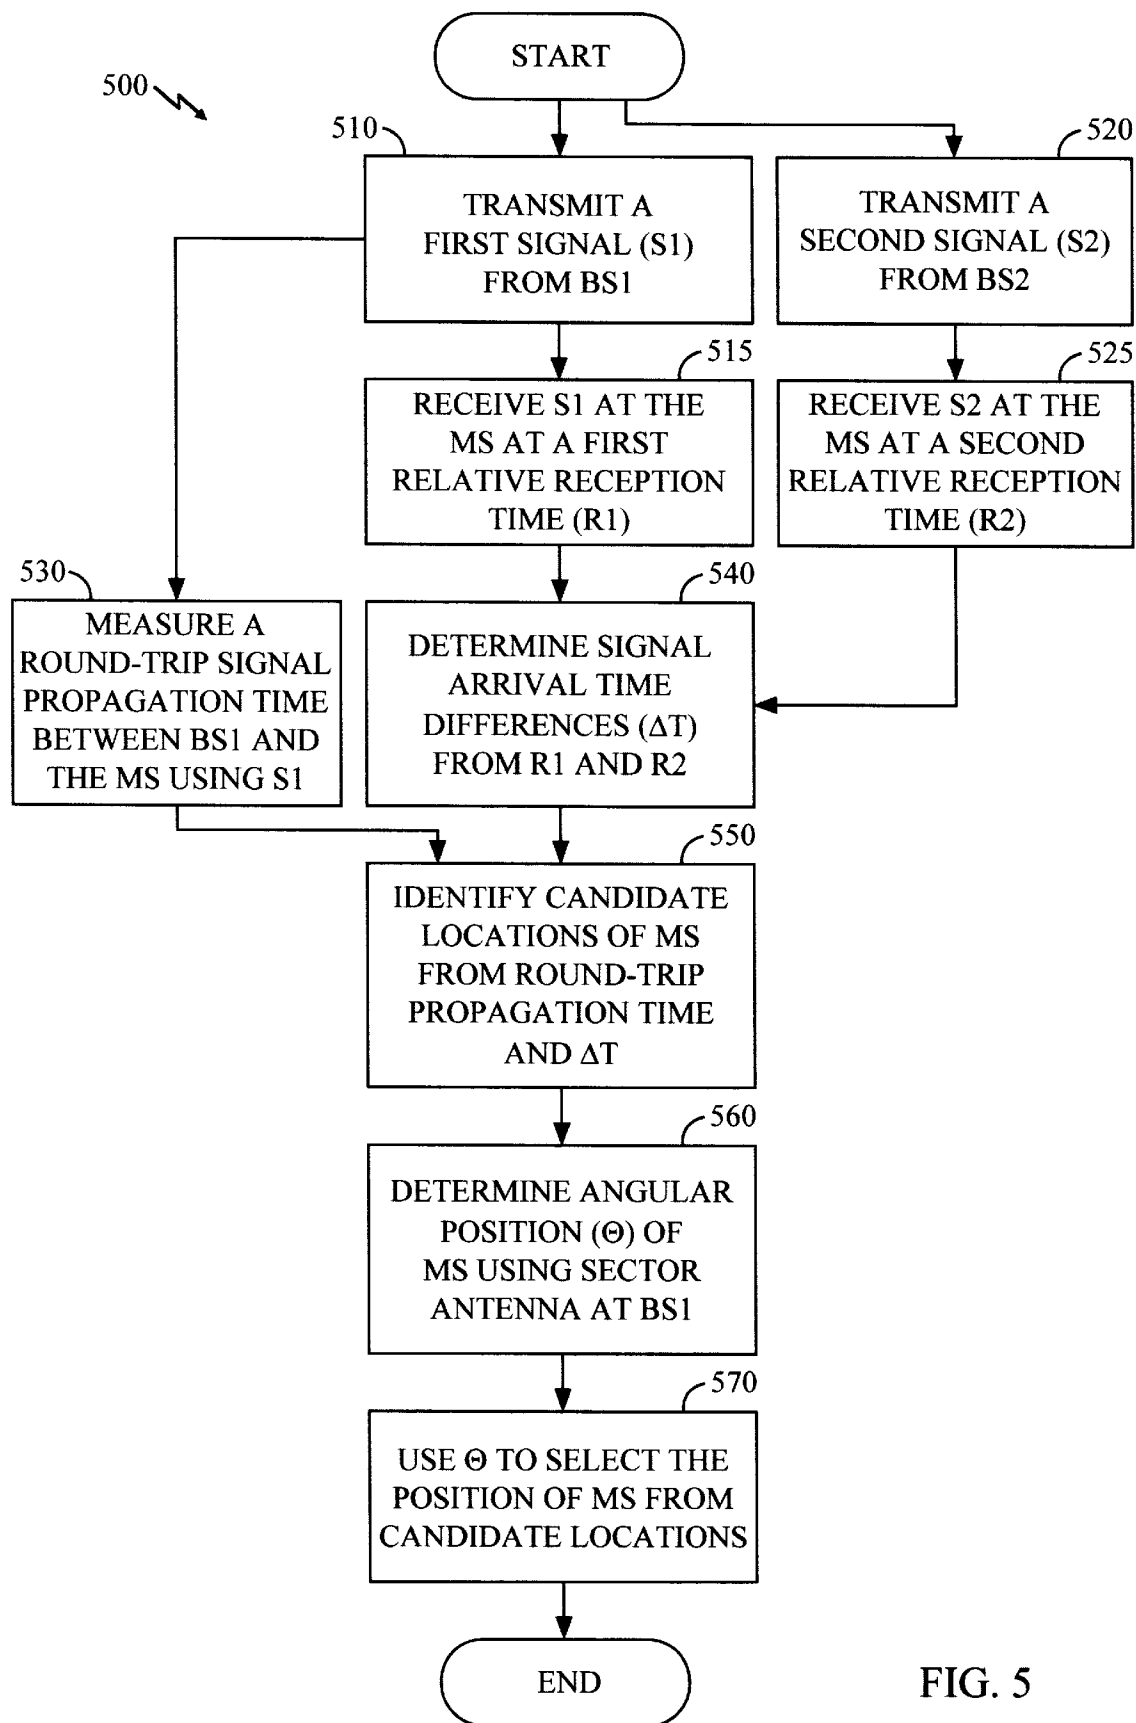 START
500
510
TRANSMIT A
FIRST SIGNAL (S1)
FROM BS1
520
TRANSMIT A
SECOND SIGNAL (S2)
FROM BS2
515
RECEIVE S1 AT THE
MS AT A FIRST
RELATIVE RECEPTION
TIME (R1)
525
RECEIVE S2 AT THE
MS AT A SECOND
RELATIVE RECEPTION
TIME (R2)
530
MEASURE A
ROUND-TRIP SIGNAL
PROPAGATION TIME
BETWEEN BS1 AND
THE MS USING S1
540
DETERMINE SIGNAL
ARRIVAL TIME
DIFFERENCES (ΔT)
FROM R1 AND R2
550
IDENTIFY CANDIDATE
LOCATIONS OF MS
FROM ROUND-TRIP
PROPAGATION TIME
AND ΔT
560
DETERMINE ANGULAR
POSITION (Θ) OF
MS USING SECTOR
ANTENNA AT BS1
570
USE Θ TO SELECT THE
POSITION OF MS FROM
CANDIDATE LOCATIONS
END
FIG. 5